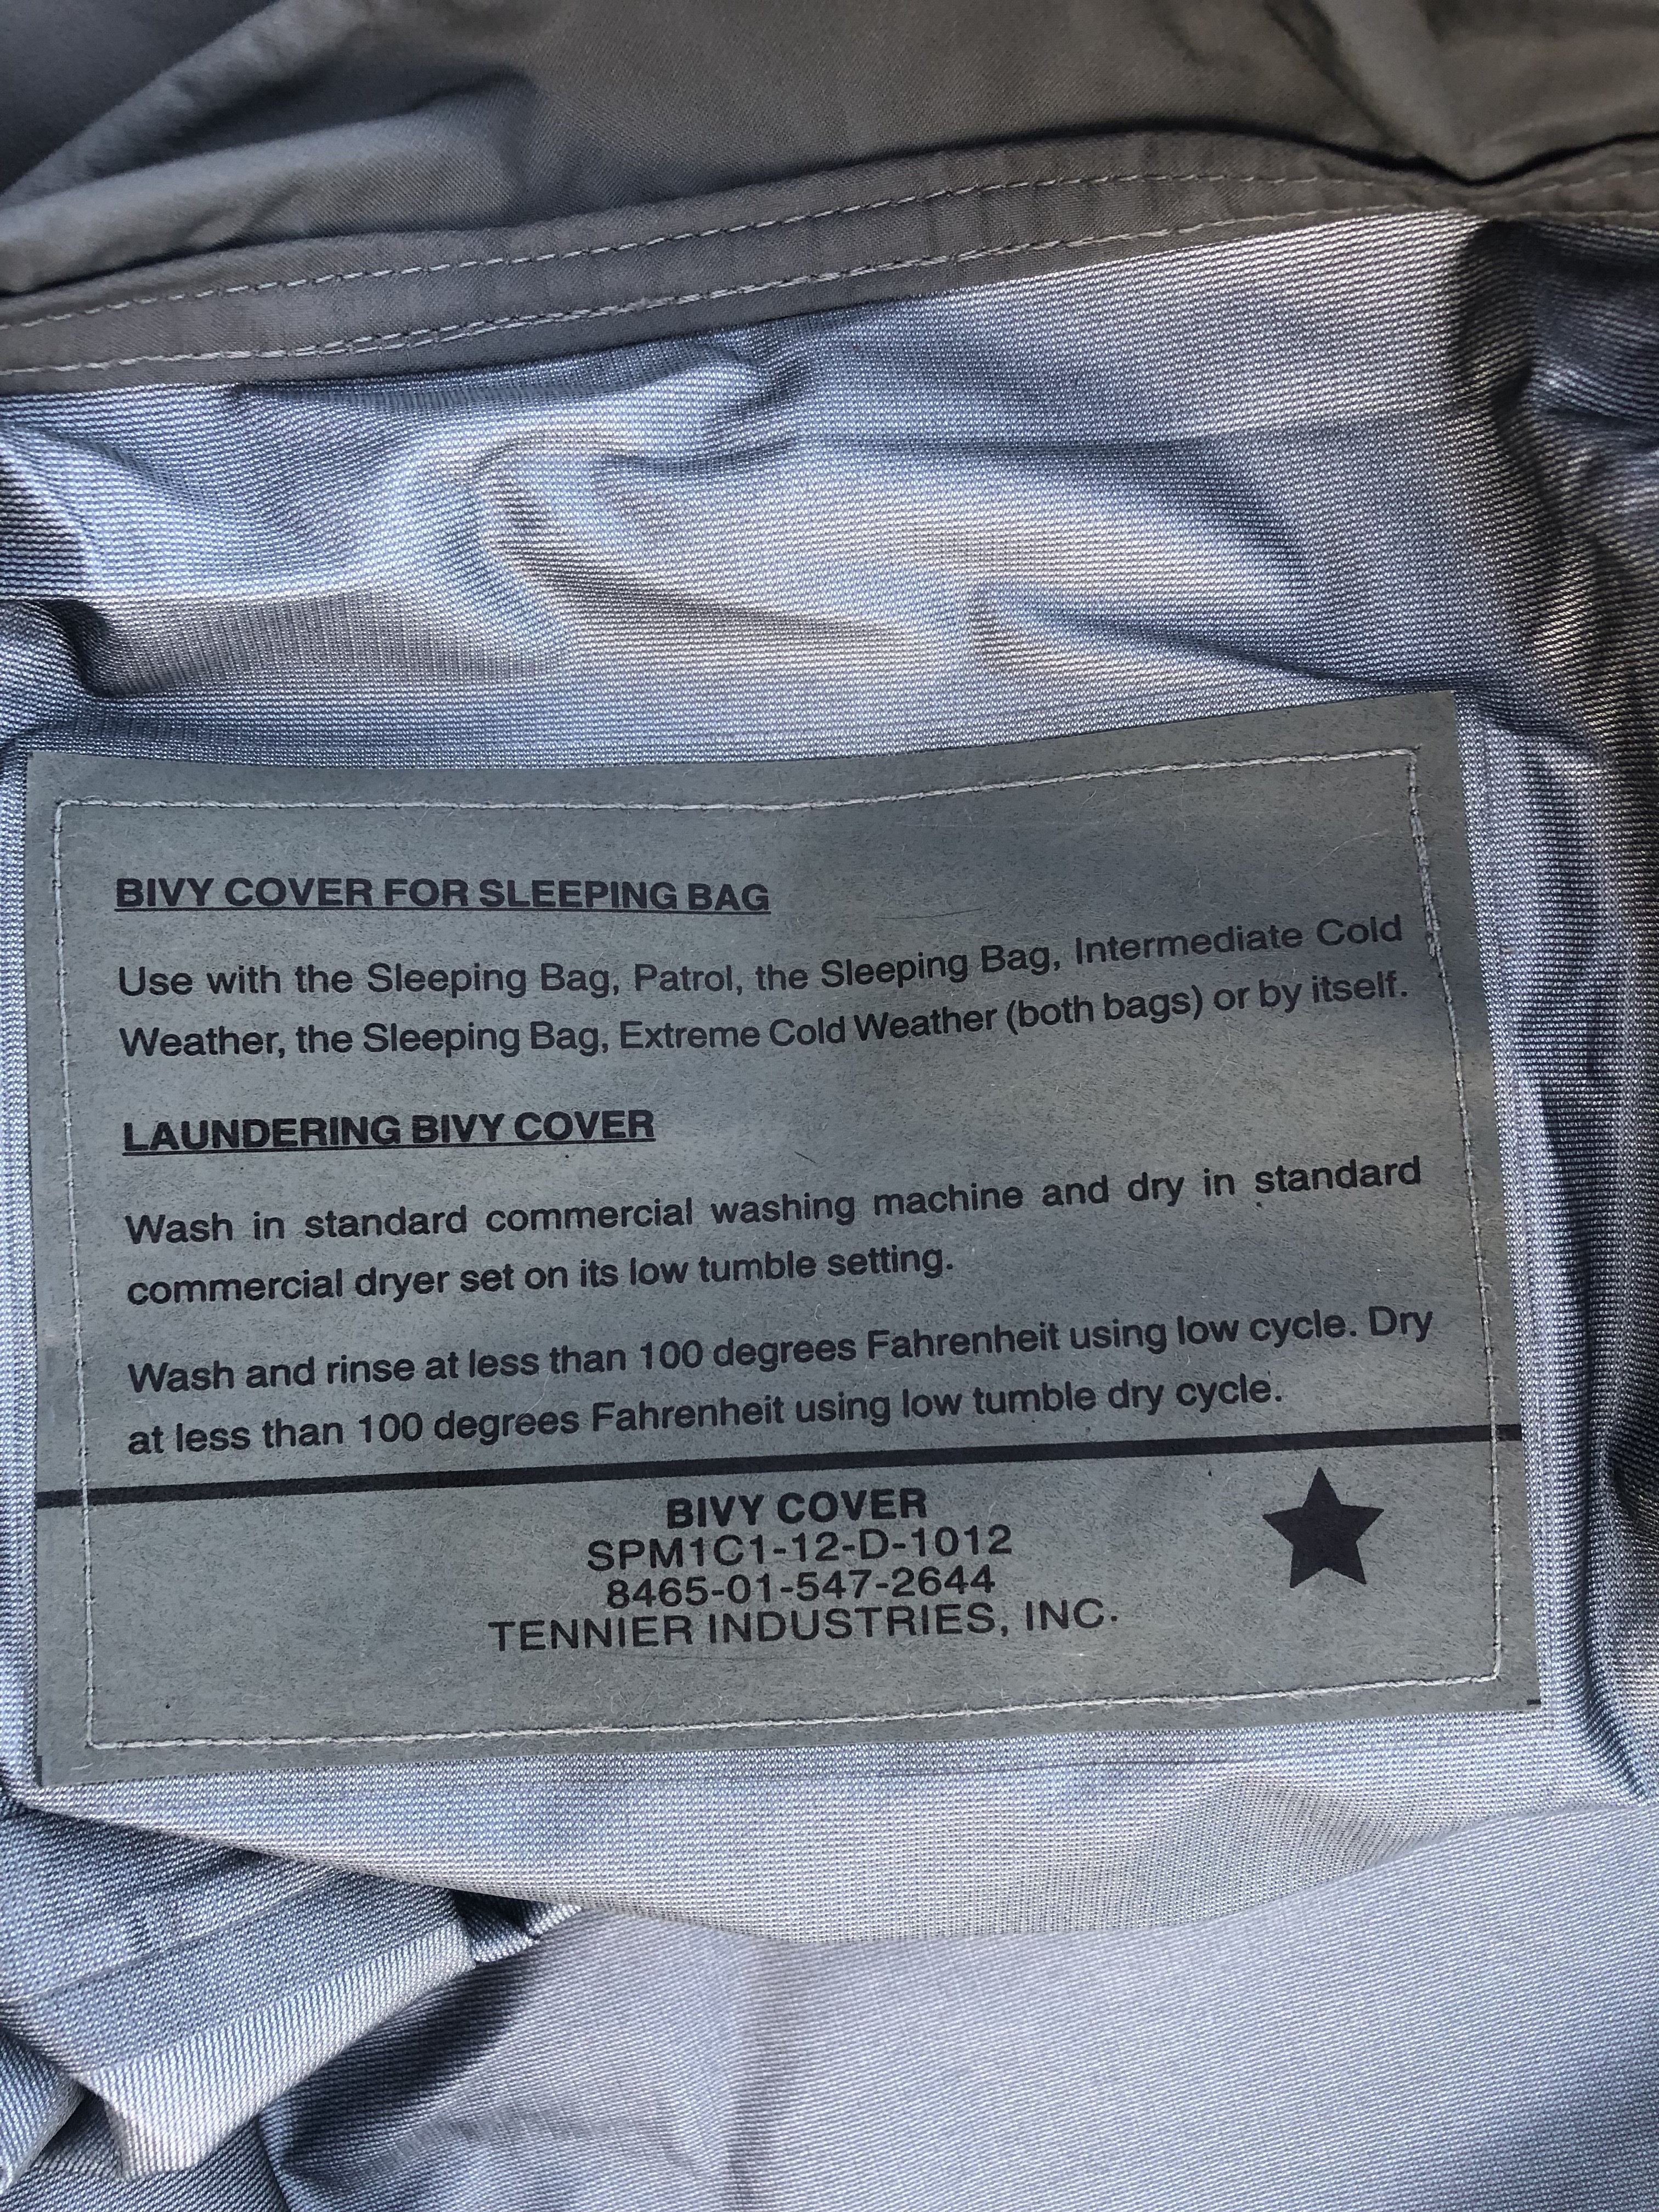 BIVY COVER FOR SLEEPING BAG
Use with the Sleeping Bag, Patrol, the Sleeping Bag, Intermediate Cold
Weather, the Sleeping Bag, Extreme Cold Weather (both bags) or by itself.
LAUNDERING BIVY COVER
Wash in standard commercial washing machine and dry in standard
commercial dryer set on its low tumble setting.
Wash and rinse at less than 100 degrees Fahrenheit using low cycle. Dry
at less than 100 degrees Fahrenheit using low tumble dry cycle.
BIVY COVER
SPM1C1-12-D-1012
8465-01-547-2644
TENNIER INDUSTRIES, INC.